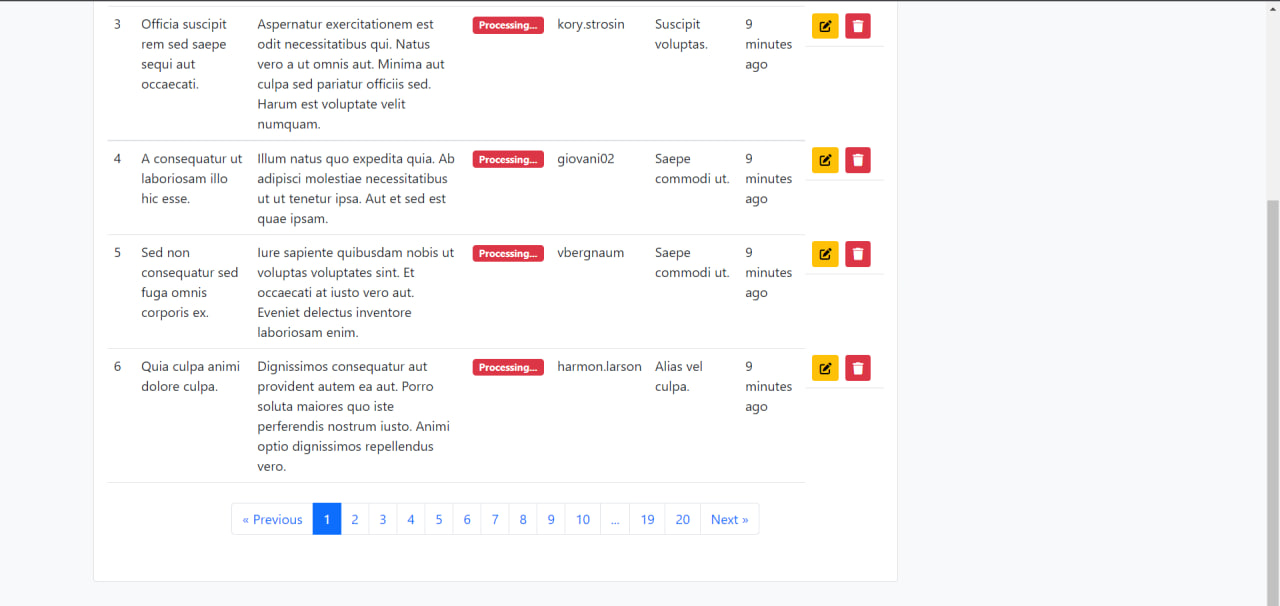 3 Officia suscipit Aspernatur exercitationem est Processing... kory.strosin Suscipit 9
rem sed saepe odit necessitatibus qui. Natus voluptas. minutes
sequi aut vero a ut omnis aut. Minima aut ago
occaecati. culpa sed pariatur officiis sed.
Harum est voluptate velit
numquam.
4 A consequatur ut Illum natus quo expedita quia. Ab Processing... giovani02 Saepe 9
laboriosam illo adipisci molestiae necessitatibus commodi ut. minutes
hic esse. ut ut tenetur ipsa. Aut et sed est ago
quae ipsam.
5 Sed non Iure sapiente quibusdam nobis ut Processing... vbergnaum Saepe 9
consequatur sed voluptas voluptates sint. Et commodi ut. minutes
fuga omnis occaecati at iusto vero aut. ago
corporis ex. Eveniet delectus inventore
laboriosam enim.
6 Quia culpa animi Dignissimos consequatur aut Processing... harmon.larson Alias vel 9
dolore culpa. provident autem ea aut. Porro culpa. minutes
soluta maiores quo iste ago
perferendis nostrum iusto. Animi
optio dignissimos repellendus
vero.
« Previous 1 2 3 4 5 6 7 8 9 10 ... 19 20 Next »